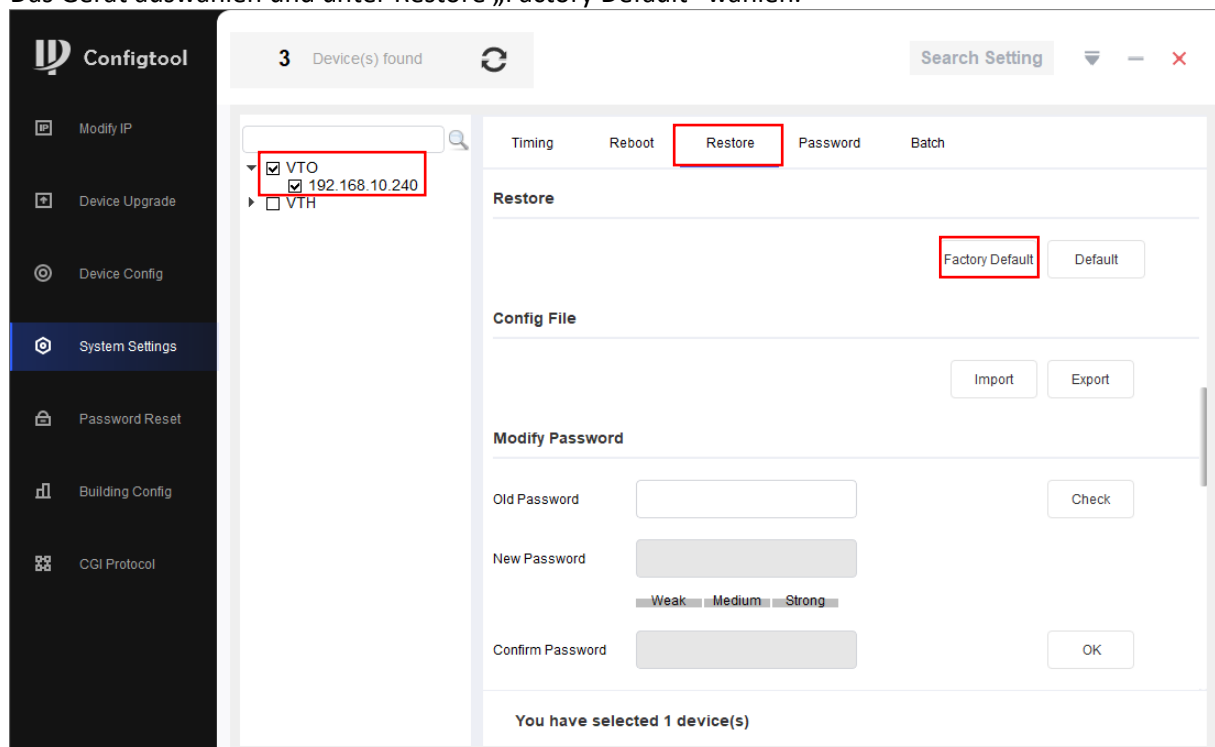 Das Gerät auswählen und unter Restore „Factory Default“ wählen.
Configtool
3 Device(s) found
Search Setting
IP Modify IP
Device Upgrade
Device Config
System Settings
Password Reset
Building Config
CGI Protocol
VTO
192.168.10.240
VTH
Timing Reboot Restore Password Batch
Restore
Factory Default Default
Config File
Import Export
Modify Password
Old Password Check
New Password
Weak Medium Strong
Confirm Password OK
You have selected 1 device(s)